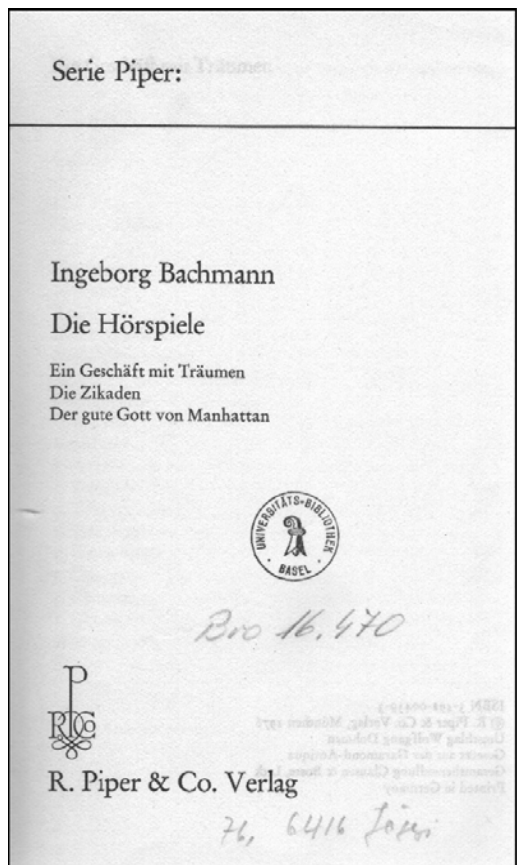 Serie Piper:
Ingeborg Bachmann
Die Hörspiele
Ein Geschäft mit Träumen
Die Zikaden
Der gute Gott von Manhattan
UNIVERSITÄTS-BIBLIOTHEK
BASEL
Bro 16.470
R. Piper & Co. Verlag
76, 6416